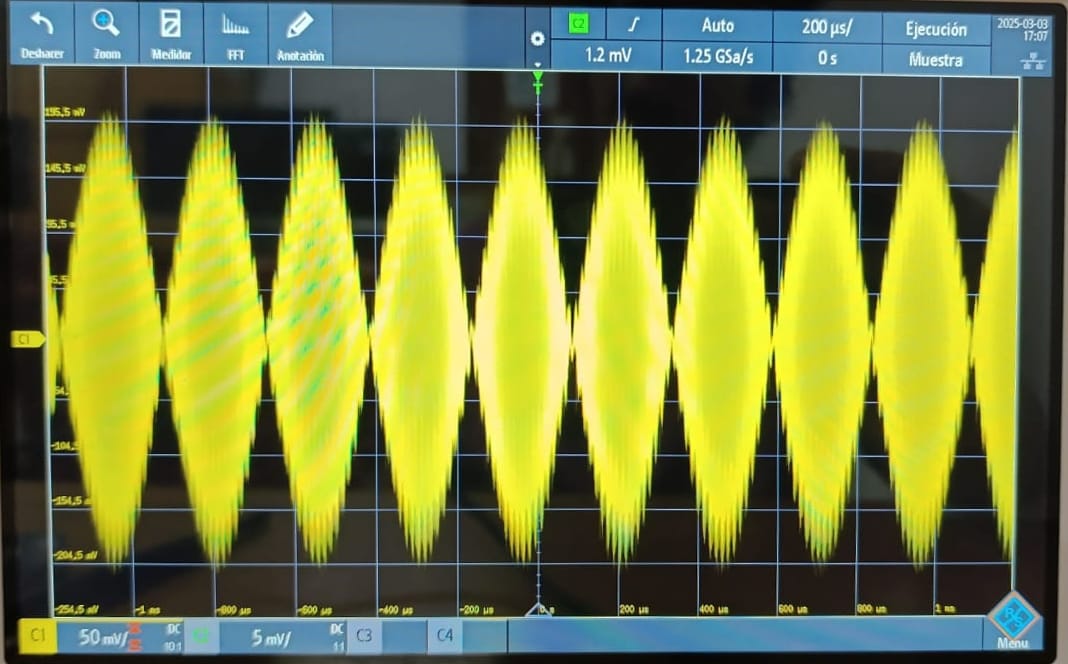 Deshacer Zoom Medidor FFT Anotación
C2 Auto 200 µs/ Ejecución
1.2 mV 1.25 GSa/s 0 s Muestra
2025-03-03
17:07
195,5 mV
145,5 mV
95,5 mV
-104,5
-154,5 mV
-204,5 mV
-254,5 mV -1 ms -800 µs -600 µs -400 µs -200 µs 0 s 200 µs 400 µs 600 µs 800 µs 1 ms
C1
C1 50 mV/ DC 10:1 5 mV/ DC 1:1 C3 C4
Menu